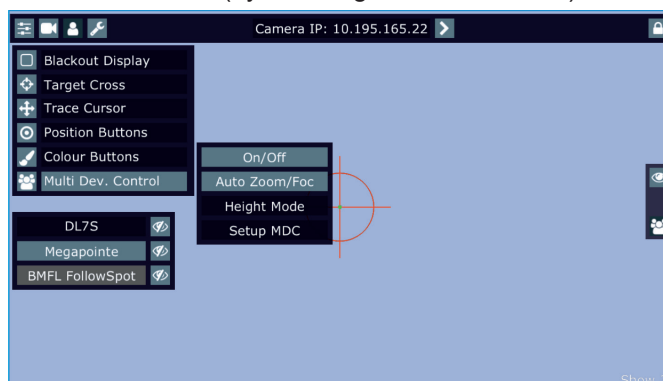 Camera IP: 10.195.165.22
Blackout Display
Target Cross
Trace Cursor
Position Buttons
Colour Buttons
Multi Dev. Control
On/Off
Auto Zoom/Foc
Height Mode
Setup MDC
DL7S
Megapointe
BMFL FollowSpot
Show